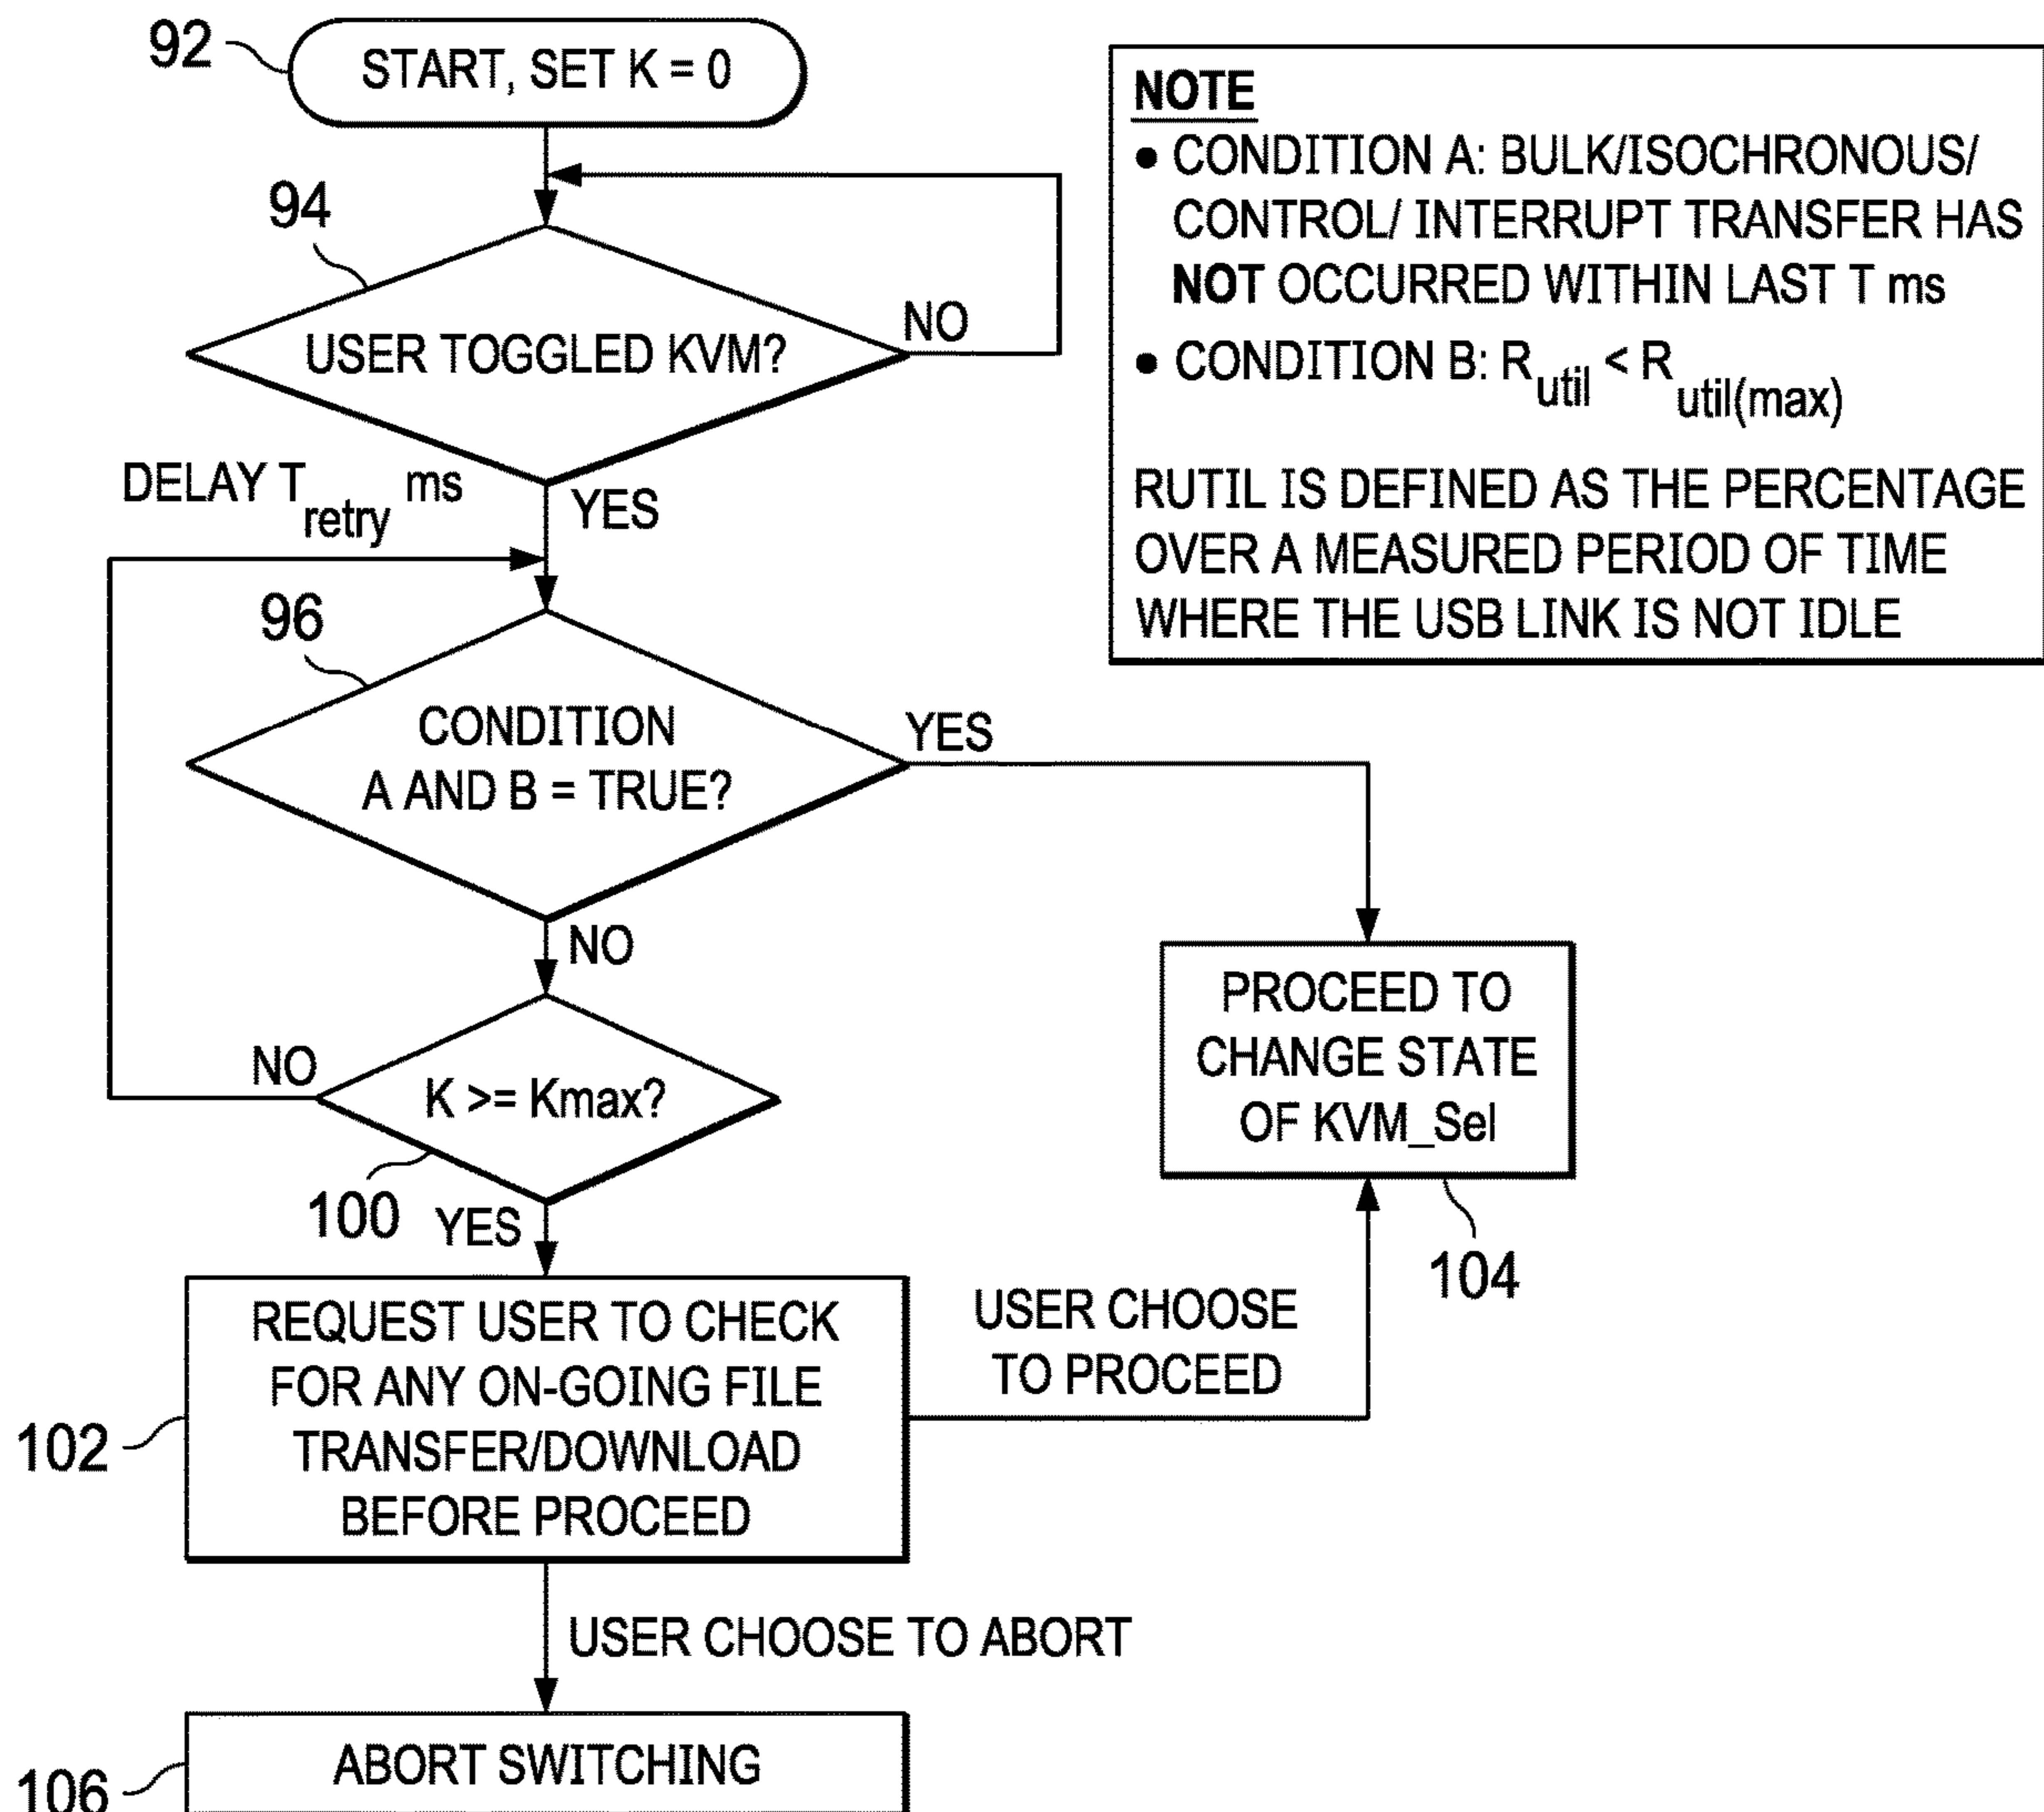 92
START, SET K = 0
NOTE
• CONDITION A: BULK/ISOCHRONOUS/
CONTROL/ INTERRUPT TRANSFER HAS
NOT OCCURRED WITHIN LAST T ms
• CONDITION B: Rutil < Rutil(max)
RUTIL IS DEFINED AS THE PERCENTAGE
OVER A MEASURED PERIOD OF TIME
WHERE THE USB LINK IS NOT IDLE
94
USER TOGGLED KVM?
NO
DELAY Tretry ms
YES
96
CONDITION
A AND B = TRUE?
YES
NO
PROCEED TO
CHANGE STATE
OF KVM_Sel
104
NO
K >= Kmax?
100
YES
102
REQUEST USER TO CHECK
FOR ANY ON-GOING FILE
TRANSFER/DOWNLOAD
BEFORE PROCEED
USER CHOOSE
TO PROCEED
USER CHOOSE TO ABORT
106
ABORT SWITCHING